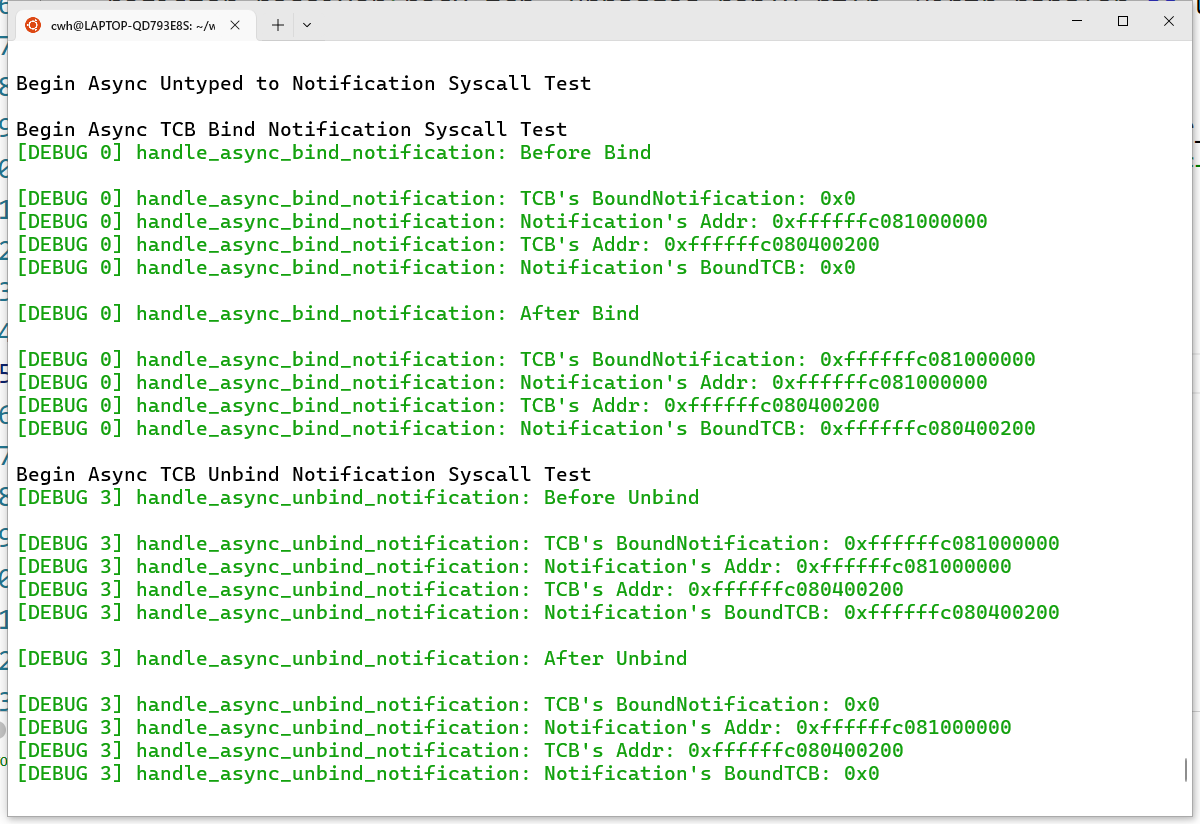 cwh@LAPTOP-QD793E8S: ~/w
Begin Async Untyped to Notification Syscall Test
Begin Async TCB Bind Notification Syscall Test
[DEBUG 0] handle_async_bind_notification: Before Bind
[DEBUG 0] handle_async_bind_notification: TCB's BoundNotification: 0x0
[DEBUG 0] handle_async_bind_notification: Notification's Addr: 0xffffffc081000000
[DEBUG 0] handle_async_bind_notification: TCB's Addr: 0xffffffc080400200
[DEBUG 0] handle_async_bind_notification: Notification's BoundTCB: 0x0
[DEBUG 0] handle_async_bind_notification: After Bind
[DEBUG 0] handle_async_bind_notification: TCB's BoundNotification: 0xffffffc081000000
[DEBUG 0] handle_async_bind_notification: Notification's Addr: 0xffffffc081000000
[DEBUG 0] handle_async_bind_notification: TCB's Addr: 0xffffffc080400200
[DEBUG 0] handle_async_bind_notification: Notification's BoundTCB: 0xffffffc080400200
Begin Async TCB Unbind Notification Syscall Test
[DEBUG 3] handle_async_unbind_notification: Before Unbind
[DEBUG 3] handle_async_unbind_notification: TCB's BoundNotification: 0xffffffc081000000
[DEBUG 3] handle_async_unbind_notification: Notification's Addr: 0xffffffc081000000
[DEBUG 3] handle_async_unbind_notification: TCB's Addr: 0xffffffc080400200
[DEBUG 3] handle_async_unbind_notification: Notification's BoundTCB: 0xffffffc080400200
[DEBUG 3] handle_async_unbind_notification: After Unbind
[DEBUG 3] handle_async_unbind_notification: TCB's BoundNotification: 0x0
[DEBUG 3] handle_async_unbind_notification: Notification's Addr: 0xffffffc081000000
[DEBUG 3] handle_async_unbind_notification: TCB's Addr: 0xffffffc080400200
[DEBUG 3] handle_async_unbind_notification: Notification's BoundTCB: 0x0